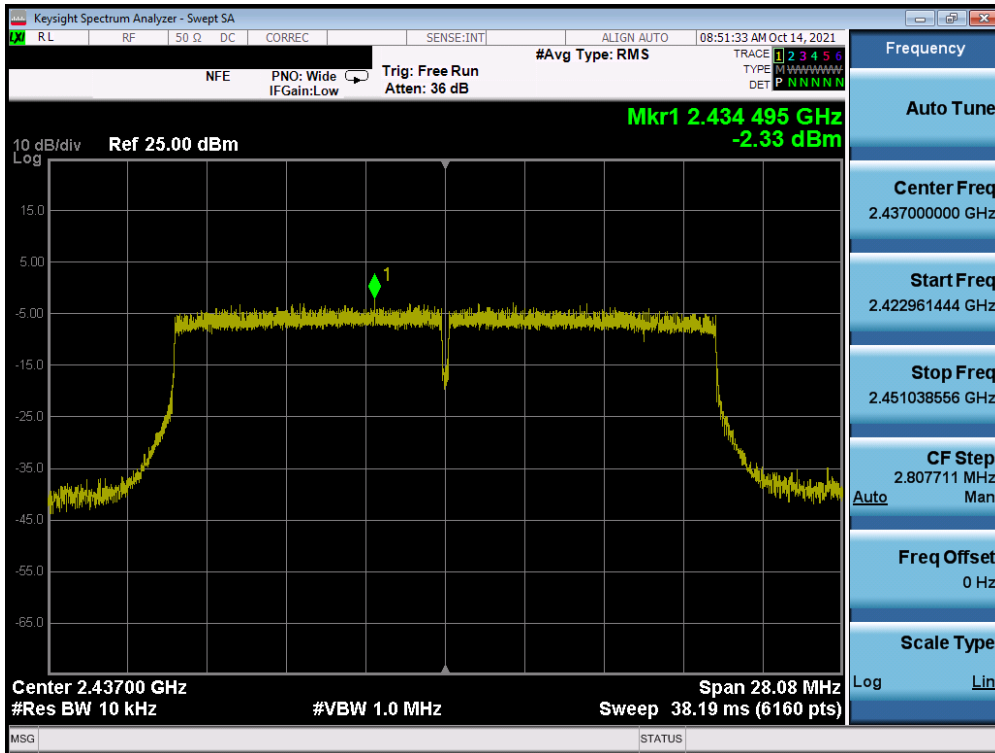 Keysight Spectrum Analyzer - Swept SA
LXI RL RF 50 Ω DC CORREC SENSE:INT ALIGN AUTO 08:51:33 AM Oct 14, 2021
#Avg Type: RMS
TRACE 1 2 3 4 5 6
TYPE M W W W W W
DET P N N N N N
NFE
PNO: Wide
IFGain:Low
Trig: Free Run
Atten: 36 dB
Mkr1 2.434 495 GHz
-2.33 dBm
10 dB/div
Log
Ref 25.00 dBm
15.0
5.00
-5.00
-15.0
-25.0
-35.0
-45.0
-55.0
-65.0
1
Center 2.43700 GHz
Span 28.08 MHz
#Res BW 10 kHz
#VBW 1.0 MHz
Sweep 38.19 ms (6160 pts)
MSG
STATUS
Frequency
Auto Tune
Center Freq
2.437000000 GHz
Start Freq
2.422961444 GHz
Stop Freq
2.451038556 GHz
CF Step
2.807711 MHz
Auto Man
Freq Offset
0 Hz
Scale Type
Log Lin